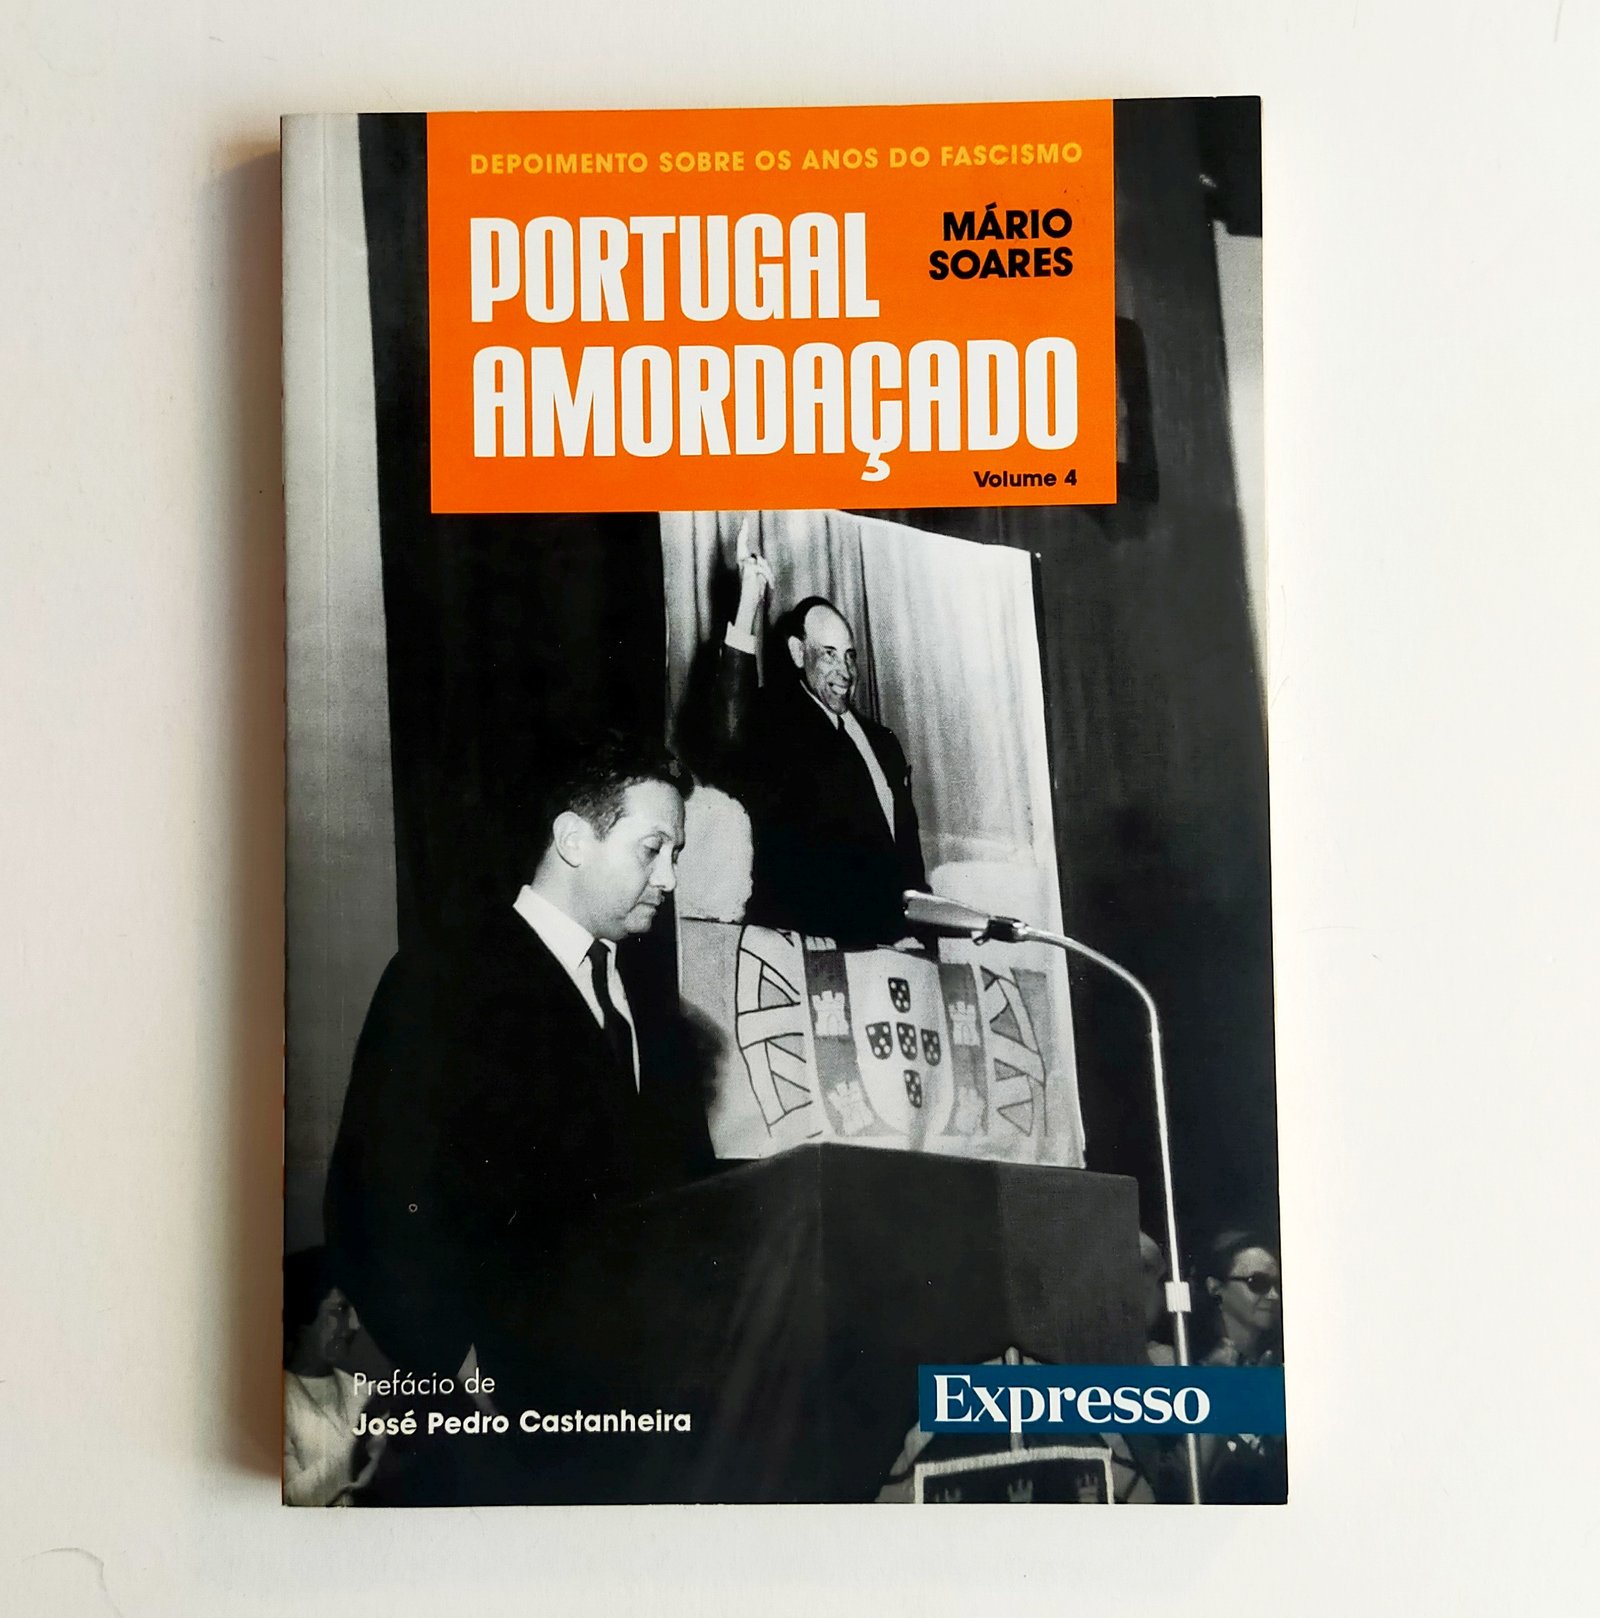 DEPOIMENTO SOBRE OS ANOS DO FASCISMO
PORTUGAL
AMORDAÇADO
MÁRIO
SOARES
Volume 4
Prefácio de
José Pedro Castanheira
Expresso